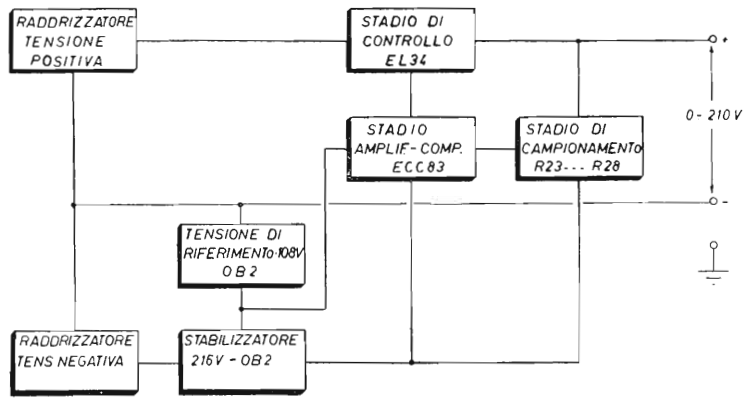 RADDRIZZATORE
TENSIONE
POSITIVA
STADIO DI
CONTROLLO
EL34
+
0-210V
STADIO
AMPLIF-COMP.
ECC83
STADIO DI
CAMPIONAMENTO
R23--- R28
-
TENSIONE DI
RIFERIMENTO·108V
OB2
RADDRIZZATORE
TENS NEGATIVA
STABILIZZATORE
216V-OB2